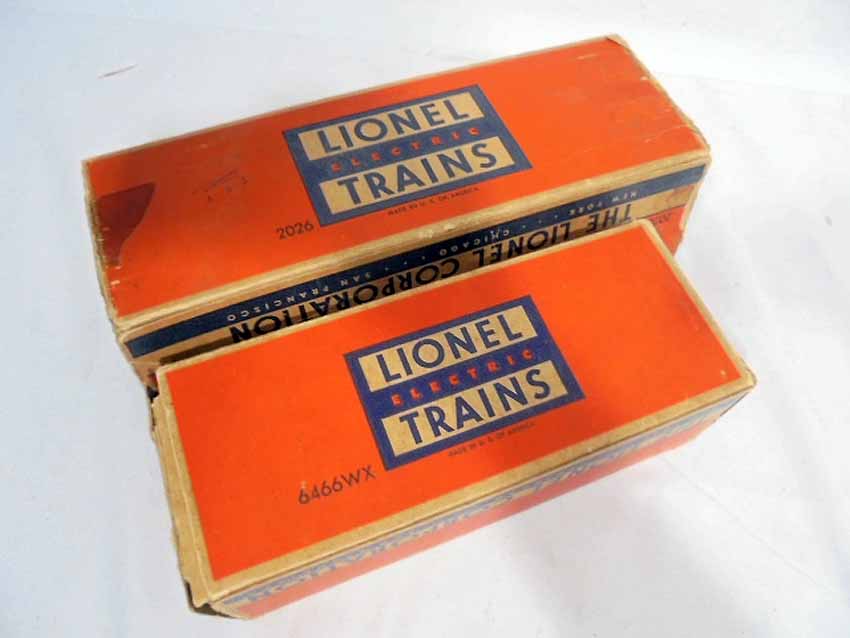 LIONEL
ELECTRIC
TRAINS
MADE IN U. S. OF AMERICA
2026
NEW YORK · CHICAGO · SAN FRANCISCO
THE LIONEL CORPORATION
LIONEL
ELECTRIC
TRAINS
MADE IN U. S. OF AMERICA
6466WX